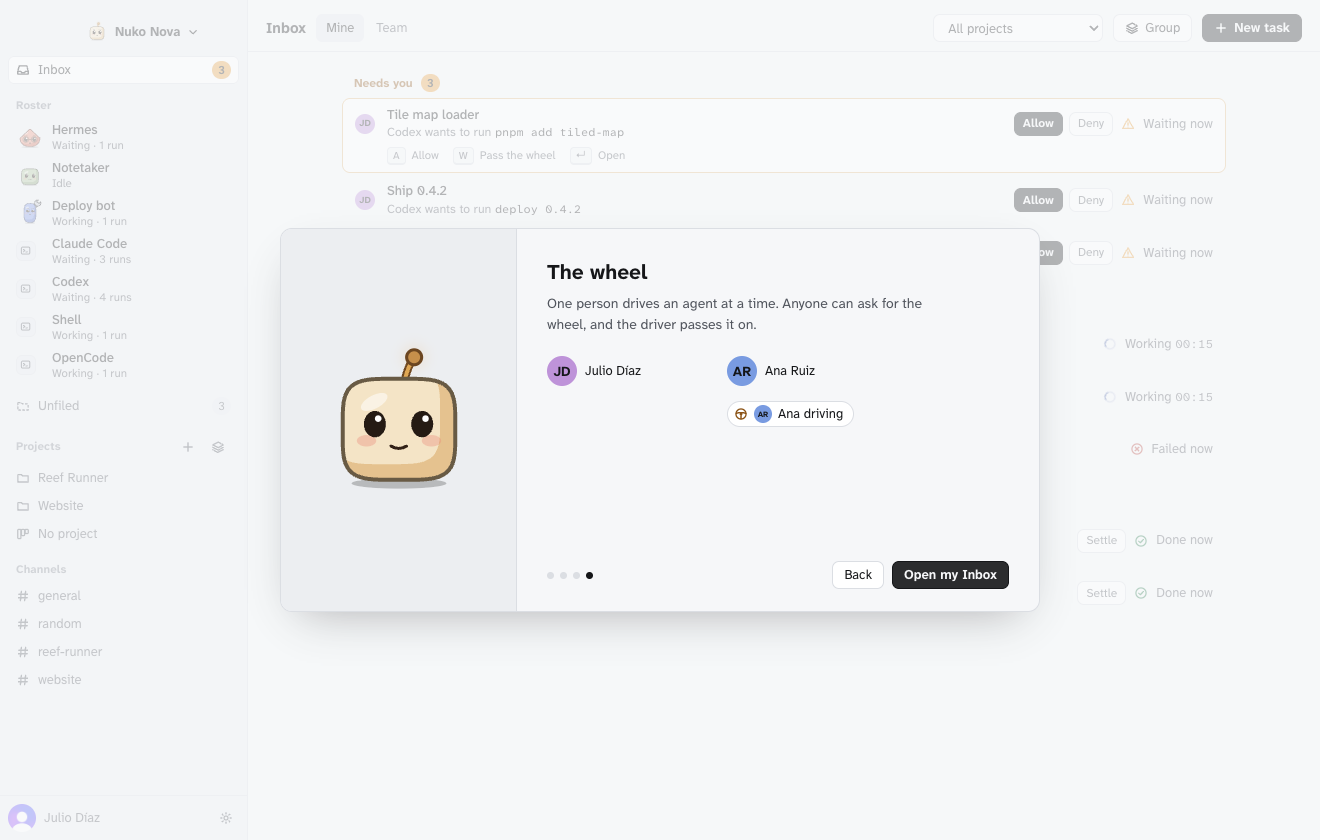 Nuko Nova
Inbox
3
Roster
Hermes
Waiting · 1 run
Notetaker
Idle
Deploy bot
Working · 1 run
Claude Code
Waiting · 3 runs
Codex
Waiting · 4 runs
Shell
Working · 1 run
OpenCode
Working · 1 run
Unfiled
3
Projects
Reef Runner
Website
No project
Channels
general
random
reef-runner
website
Julio Díaz
Inbox
Mine
Team
All projects
Group
New task
Needs you 3
JD
Tile map loader
Codex wants to run pnpm add tiled-map
A Allow W Pass the wheel Open
Allow
Deny
Waiting now
JD
Ship 0.4.2
Codex wants to run deploy 0.4.2
Allow
Deny
Waiting now
Deny
Waiting now
Working 00:15
Working 00:15
Failed now
Settle
Done now
Settle
Done now
The wheel
One person drives an agent at a time. Anyone can ask for the
wheel, and the driver passes it on.
JD Julio Díaz
AR Ana Ruiz
AR Ana driving
Back
Open my Inbox